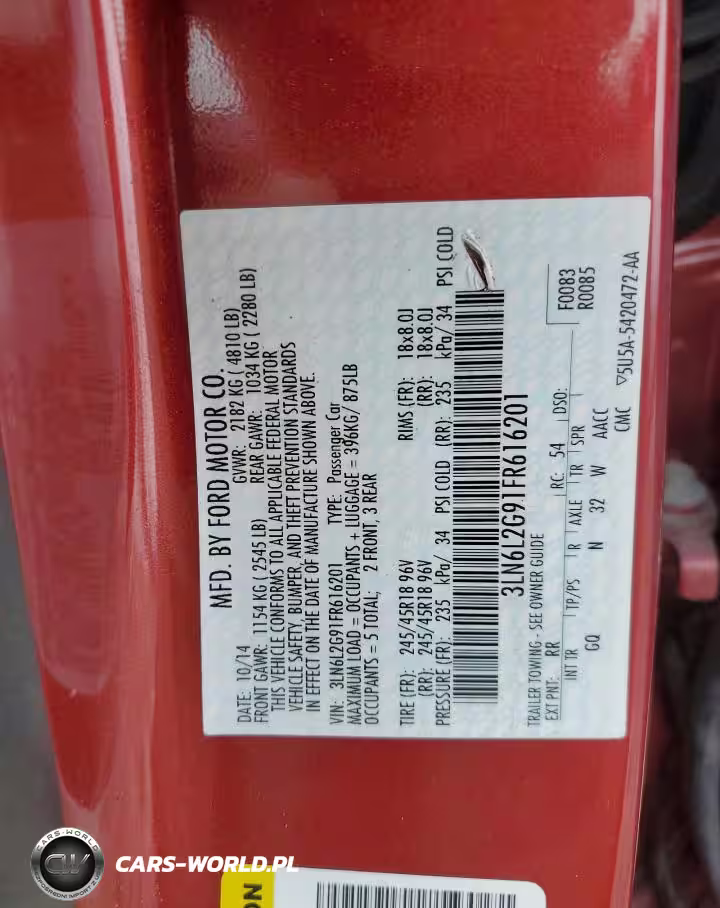 MFD. BY FORD MOTOR CO.
DATE: 10/14 GVWR: 2182 KG ( 4810 LB)
FRONT GAWR: 1154 KG ( 2545 LB) REAR GAWR: 1034 KG ( 2280 LB)
THIS VEHICLE CONFORMS TO ALL APPLICABLE FEDERAL MOTOR
VEHICLE SAFETY, BUMPER, AND THEFT PREVENTION STANDARDS
IN EFFECT ON THE DATE OF MANUFACTURE SHOWN ABOVE.
VIN: 3LN6L2G91FR616201 TYPE: Passenger Car
MAXIMUM LOAD = OCCUPANTS + LUGGAGE = 396KG/ 875LB
OCCUPANTS = 5 TOTAL; 2 FRONT, 3 REAR
TIRE (FR): 245/45R18 96V RIMS (FR): 18x8.0J
(RR): 245/45R18 96V (RR): 18x8.0J
PRESSURE (FR): 235 kPa/ 34 PSI COLD (RR): 235 kPa/ 34 PSI COLD
3LN6L2G91FR616201
TRAILER TOWING - SEE OWNER GUIDE
EXT PNT: RR RC: 54 DSO: F0083
R0085
INT TR TP/PS R AXLE TR SPR
GQ N 32 W AACC
CMC ▽5U5A-5420472-AA
ON
CARS-WORLD
CW
CARS-WORLD.PL